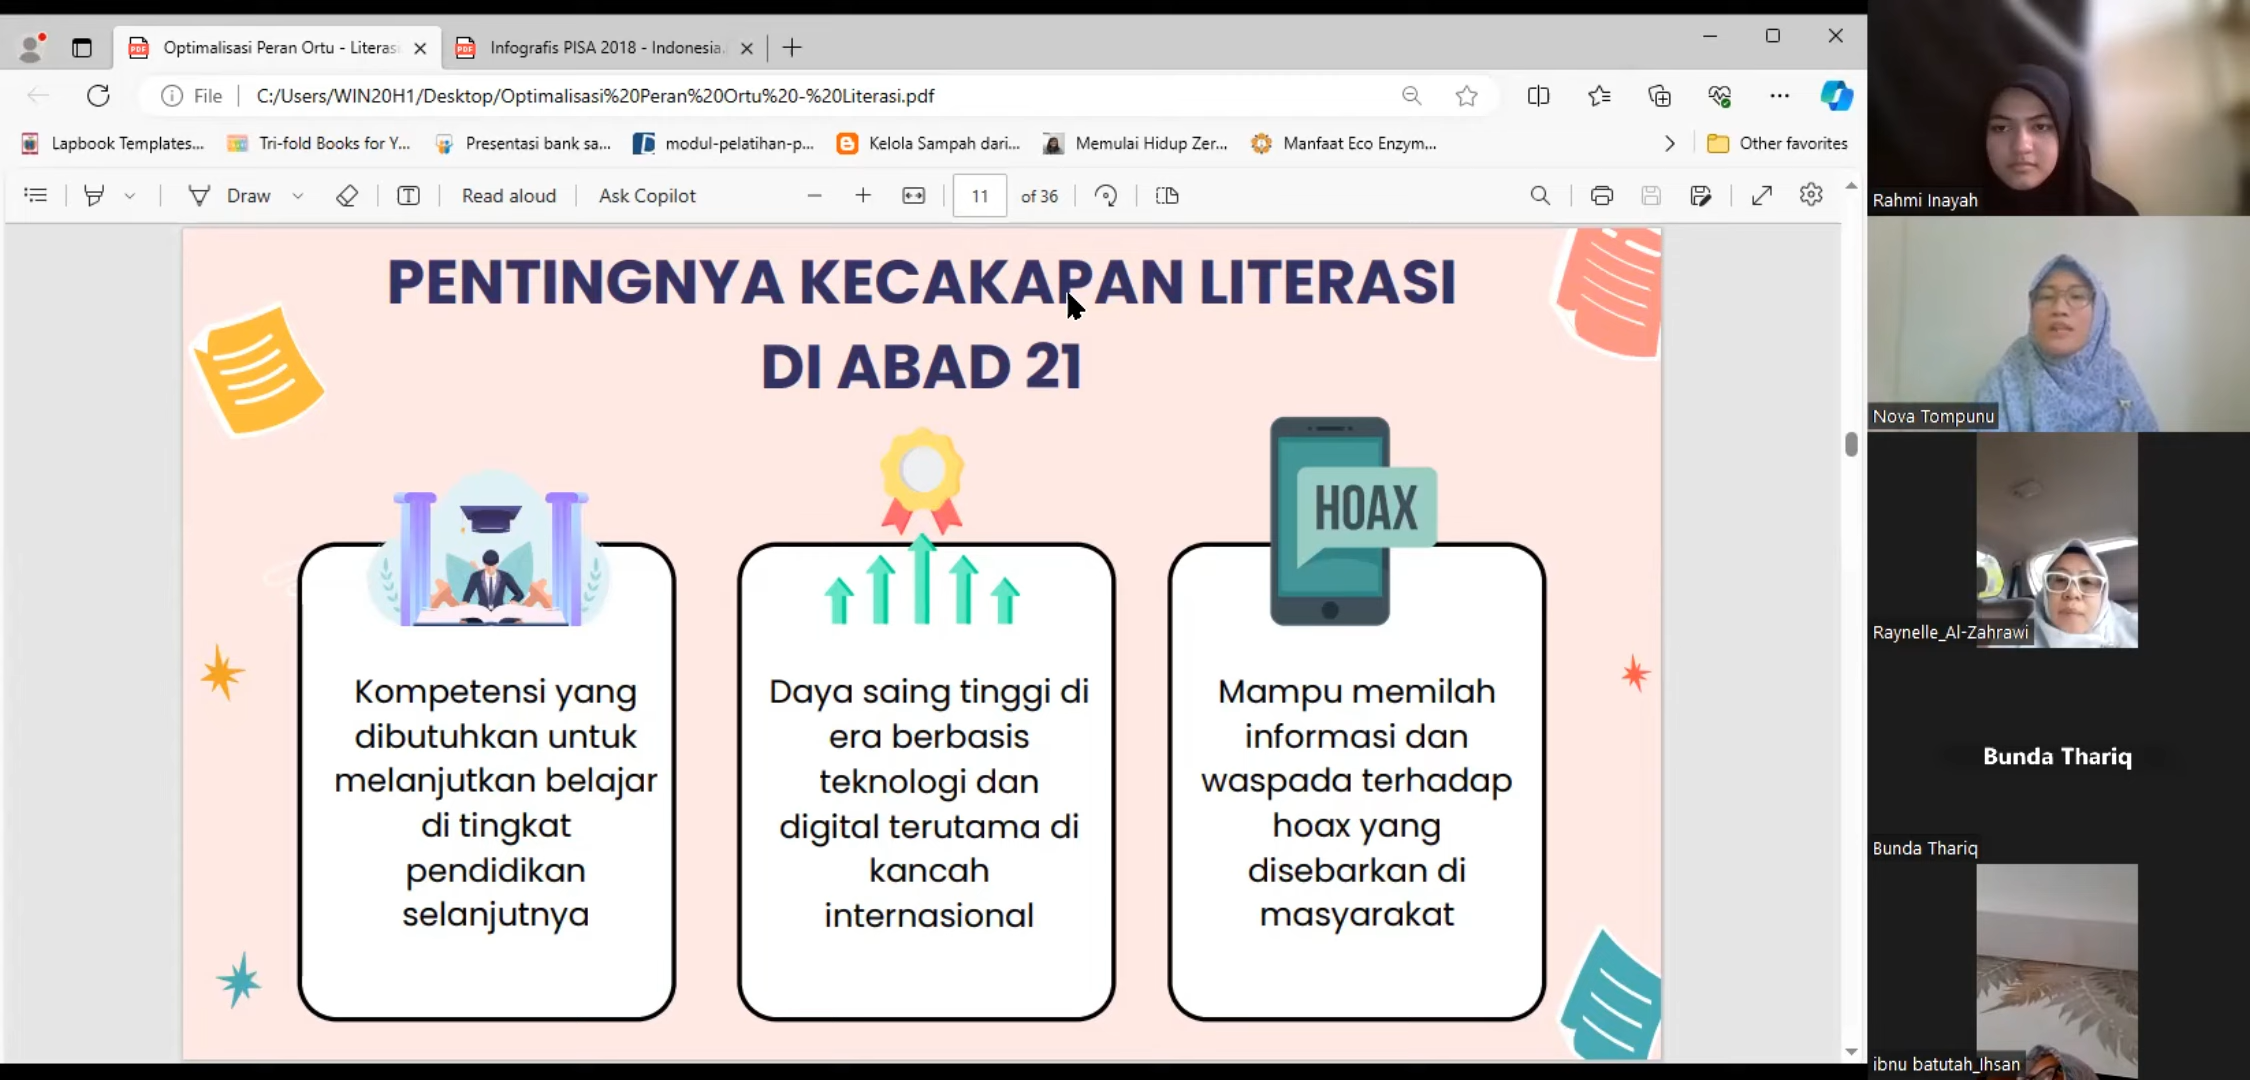 Optimalisasi Peran Ortu - Literas
Infografis PISA 2018 - Indonesia.
File
C:/Users/WIN20H1/Desktop/Optimalisasi%20Peran%20Ortu%20-%20Literasi.pdf
Lapbook Templates...
Tri-fold Books for Y...
Presentasi bank sa...
modul-pelatihan-p...
Kelola Sampah dari...
Memulai Hidup Zer...
Manfaat Eco Enzym...
Other favorites
Draw
Read aloud
Ask Copilot
11
of 36
PENTINGNYA KECAKAPAN LITERASI
DI ABAD 21
HOAX
Kompetensi yang
dibutuhkan untuk
melanjutkan belajar
di tingkat
pendidikan
selanjutnya
Daya saing tinggi di
era berbasis
teknologi dan
digital terutama di
kancah
internasional
Mampu memilah
informasi dan
waspada terhadap
hoax yang
disebarkan di
masyarakat
Rahmi Inayah
Nova Tompunu
Raynelle_Al-Zahrawi
Bunda Thariq
Bunda Thariq
ibnu batutah_Ihsan